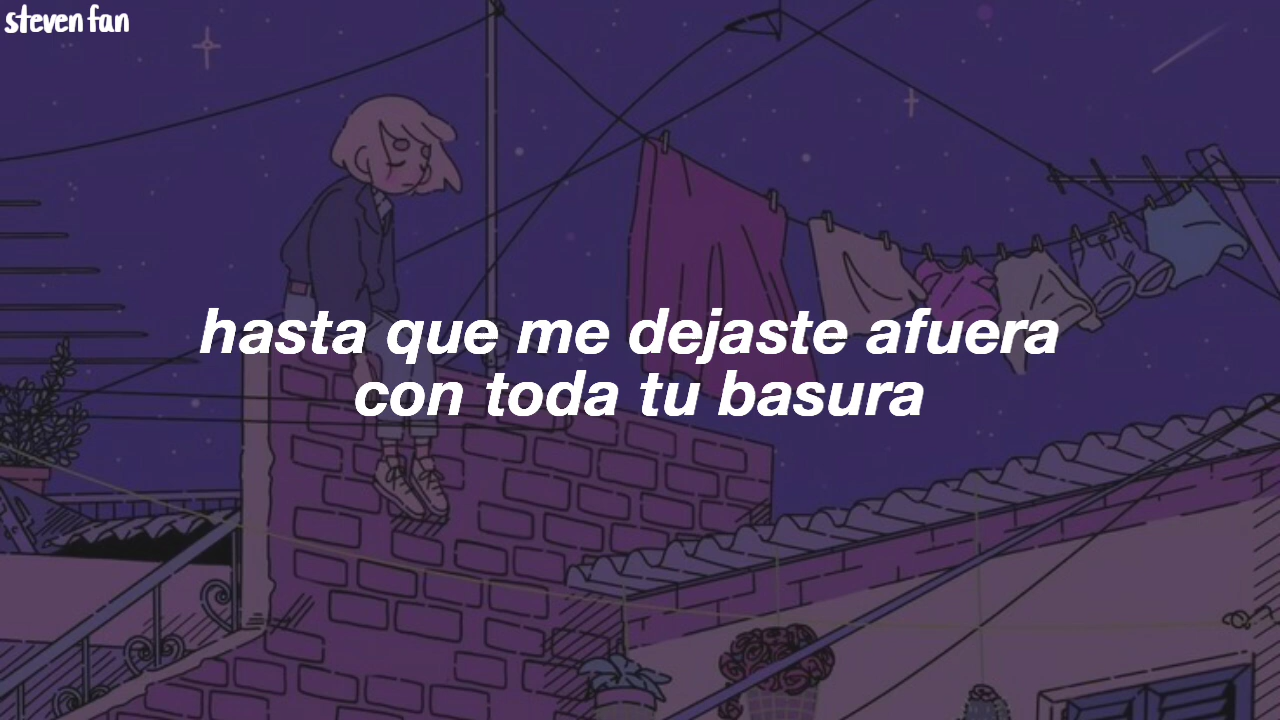 steven fan
hasta que me dejaste afuera
con toda tu basura